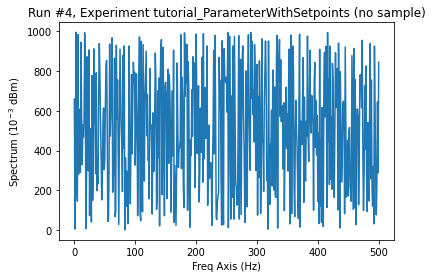 Run #4, Experiment tutorial_ParameterWithSetpoints (no sample)
1000
800
600
400
200
0
Spectrum (10⁻³ dBm)
0 100 200 300 400 500
Freq Axis (Hz)